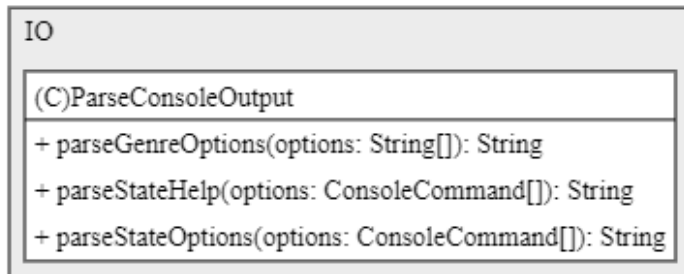 IO
(C)ParseConsoleOutput
+ parseGenreOptions(options: String[]): String
+ parseStateHelp(options: ConsoleCommand[]): String
+ parseStateOptions(options: ConsoleCommand[]): String